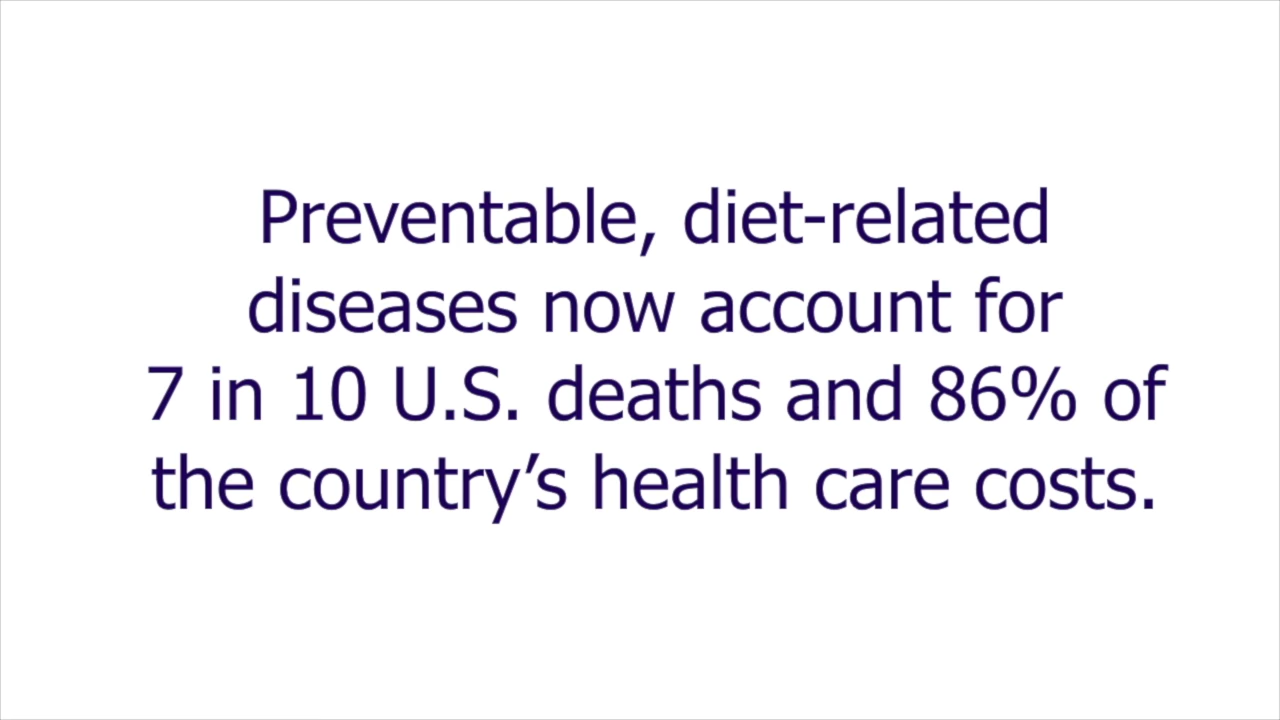 Preventable, diet-related
diseases now account for
7 in 10 U.S. deaths and 86% of
the country’s health care costs.